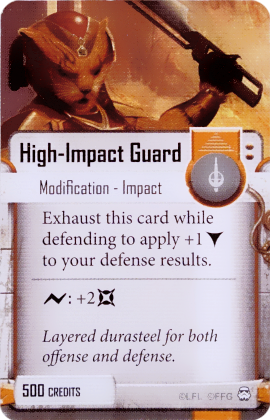 High-Impact Guard
Modification - Impact
Exhaust this card while
defending to apply +1
to your defense results.
: +2
Layered durasteel for both
offense and defense.
500 CREDITS
©LFL ©FFG